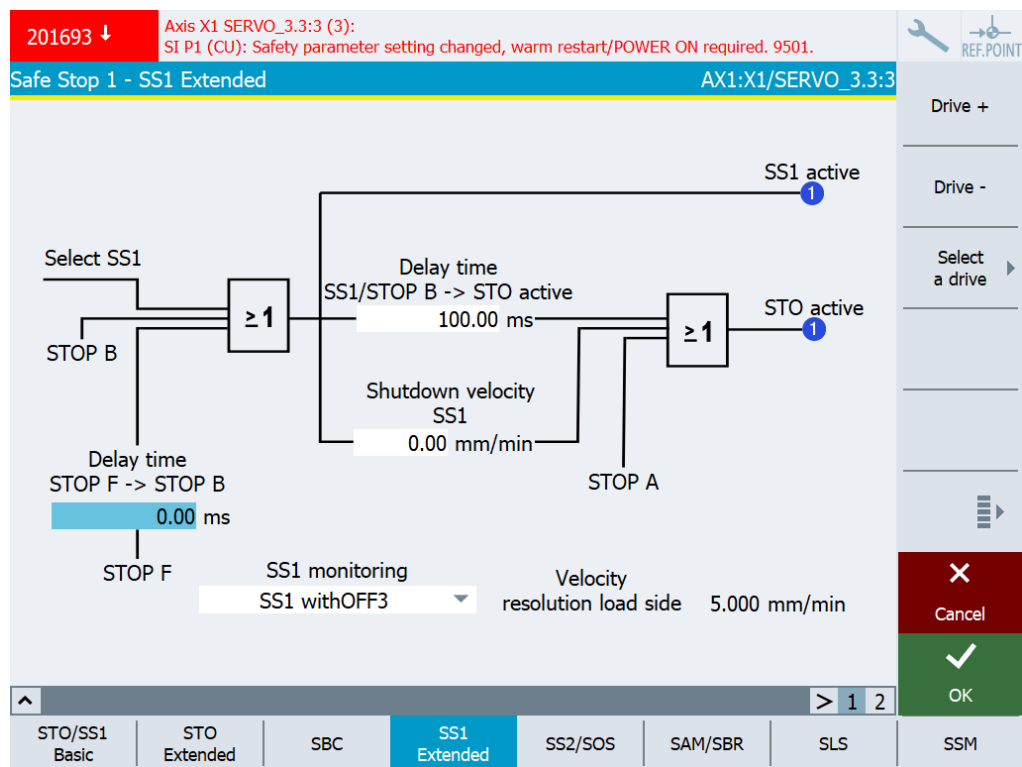 201693
Axis X1 SERVO_3.3:3 (3):
SI P1 (CU): Safety parameter setting changed, warm restart/POWER ON required. 9501.
REF.POINT
Safe Stop 1 - SS1 Extended
AX1:X1/SERVO_3.3:3
Drive +
Drive -
Select
a drive
SS1 active
1
Select SS1
Delay time
SS1/STOP B -> STO active
100.00 ms
≥1
≥1
STO active
1
STOP B
Shutdown velocity
SS1
0.00 mm/min
Delay time
STOP F -> STOP B
0.00 ms
STOP A
STOP F
SS1 monitoring
SS1 withOFF3
Velocity
resolution load side
5.000 mm/min
Cancel
OK
> 1 2
STO/SS1
Basic
STO
Extended
SBC
SS1
Extended
SS2/SOS
SAM/SBR
SLS
SSM